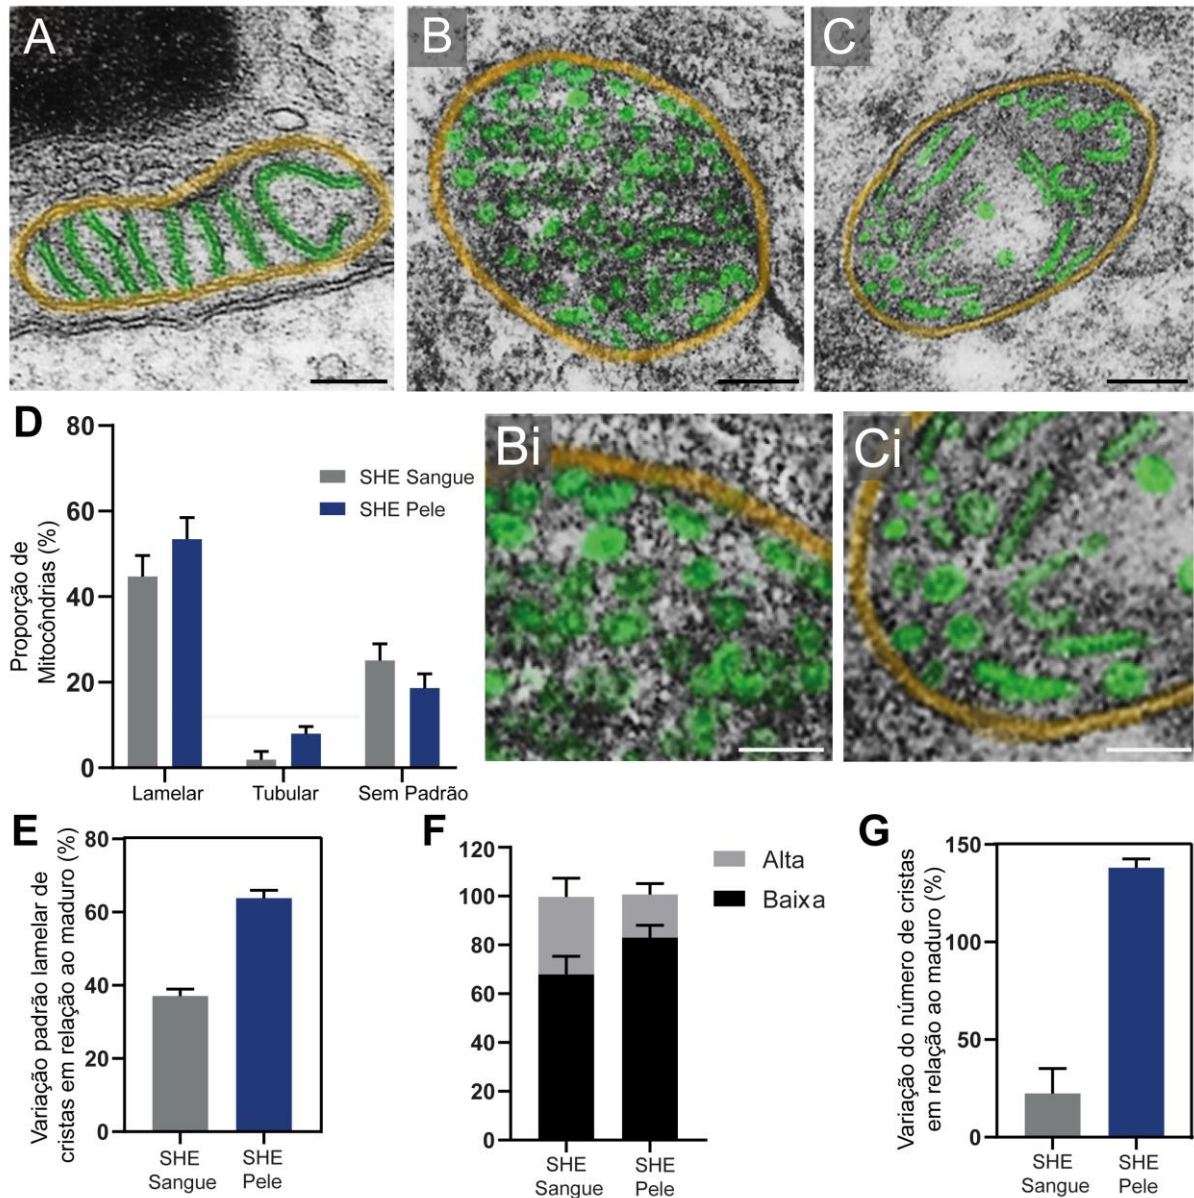 A
B
C
D
80
60
40
20
0
Proporção de
Mitocôndrias (%)
SHE Sangue
SHE Pele
Lamelar
Tubular
Sem Padrão
Bi
Ci
E
80
60
40
20
0
Variação padrão lamelar de
cristas em relação ao maduro (%)
SHE
Sangue
SHE
Pele
F
120
100
80
60
40
20
0
Alta
Baixa
SHE
Sangue
SHE
Pele
G
150
100
50
0
Variação do número de cristas
em relação ao maduro (%)
SHE
Sangue
SHE
Pele